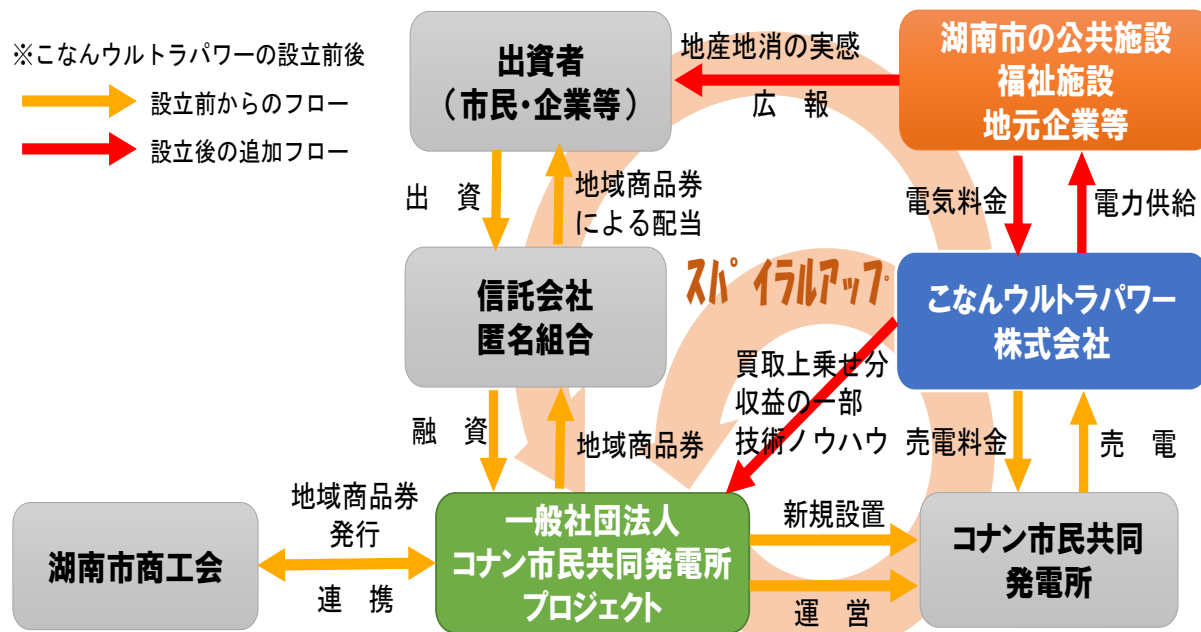 ※こなんウルトラパワーの設立前後
設立前からのフロー
設立後の追加フロー
出資者
（市民・企業等）
地産地消の実感
広　報
湖南市の公共施設
福祉施設
地元企業等
出　資
地域商品券
による配当
電気料金
電力供給
信託会社
匿名組合
スパイラルアップ
こなんウルトラパワー
株式会社
買取上乗せ分
収益の一部
技術ノウハウ
融　資
地域商品券
売電料金
売　電
湖南市商工会
地域商品券
発行
連　携
一般社団法人
コナン市民共同発電所
プロジェクト
新規設置
運　営
コナン市民共同
発電所